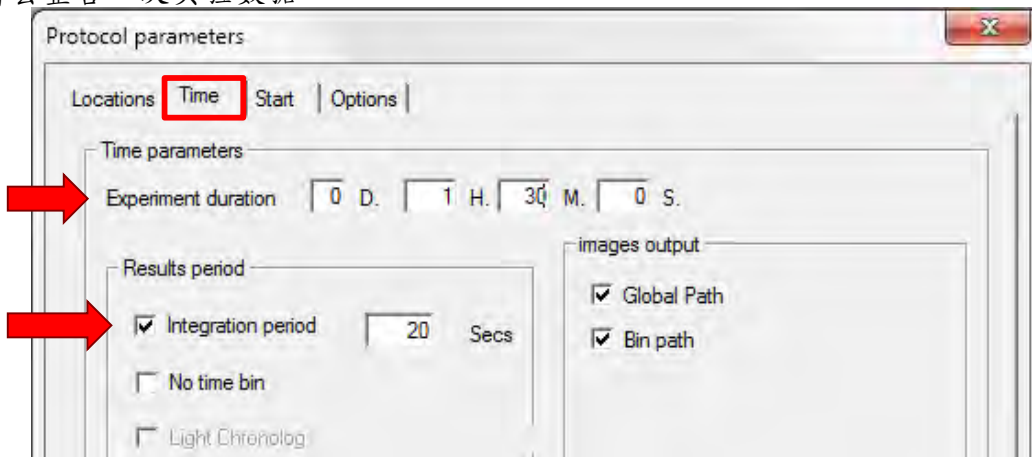 Protocol parameters
Locations Time Start Options
Time parameters
Experiment duration 0 D. 1 H. 30 M. 0 S.
Results period
Integration period 20 Secs
No time bin
Light Chronolog
images output
Global Path
Bin path